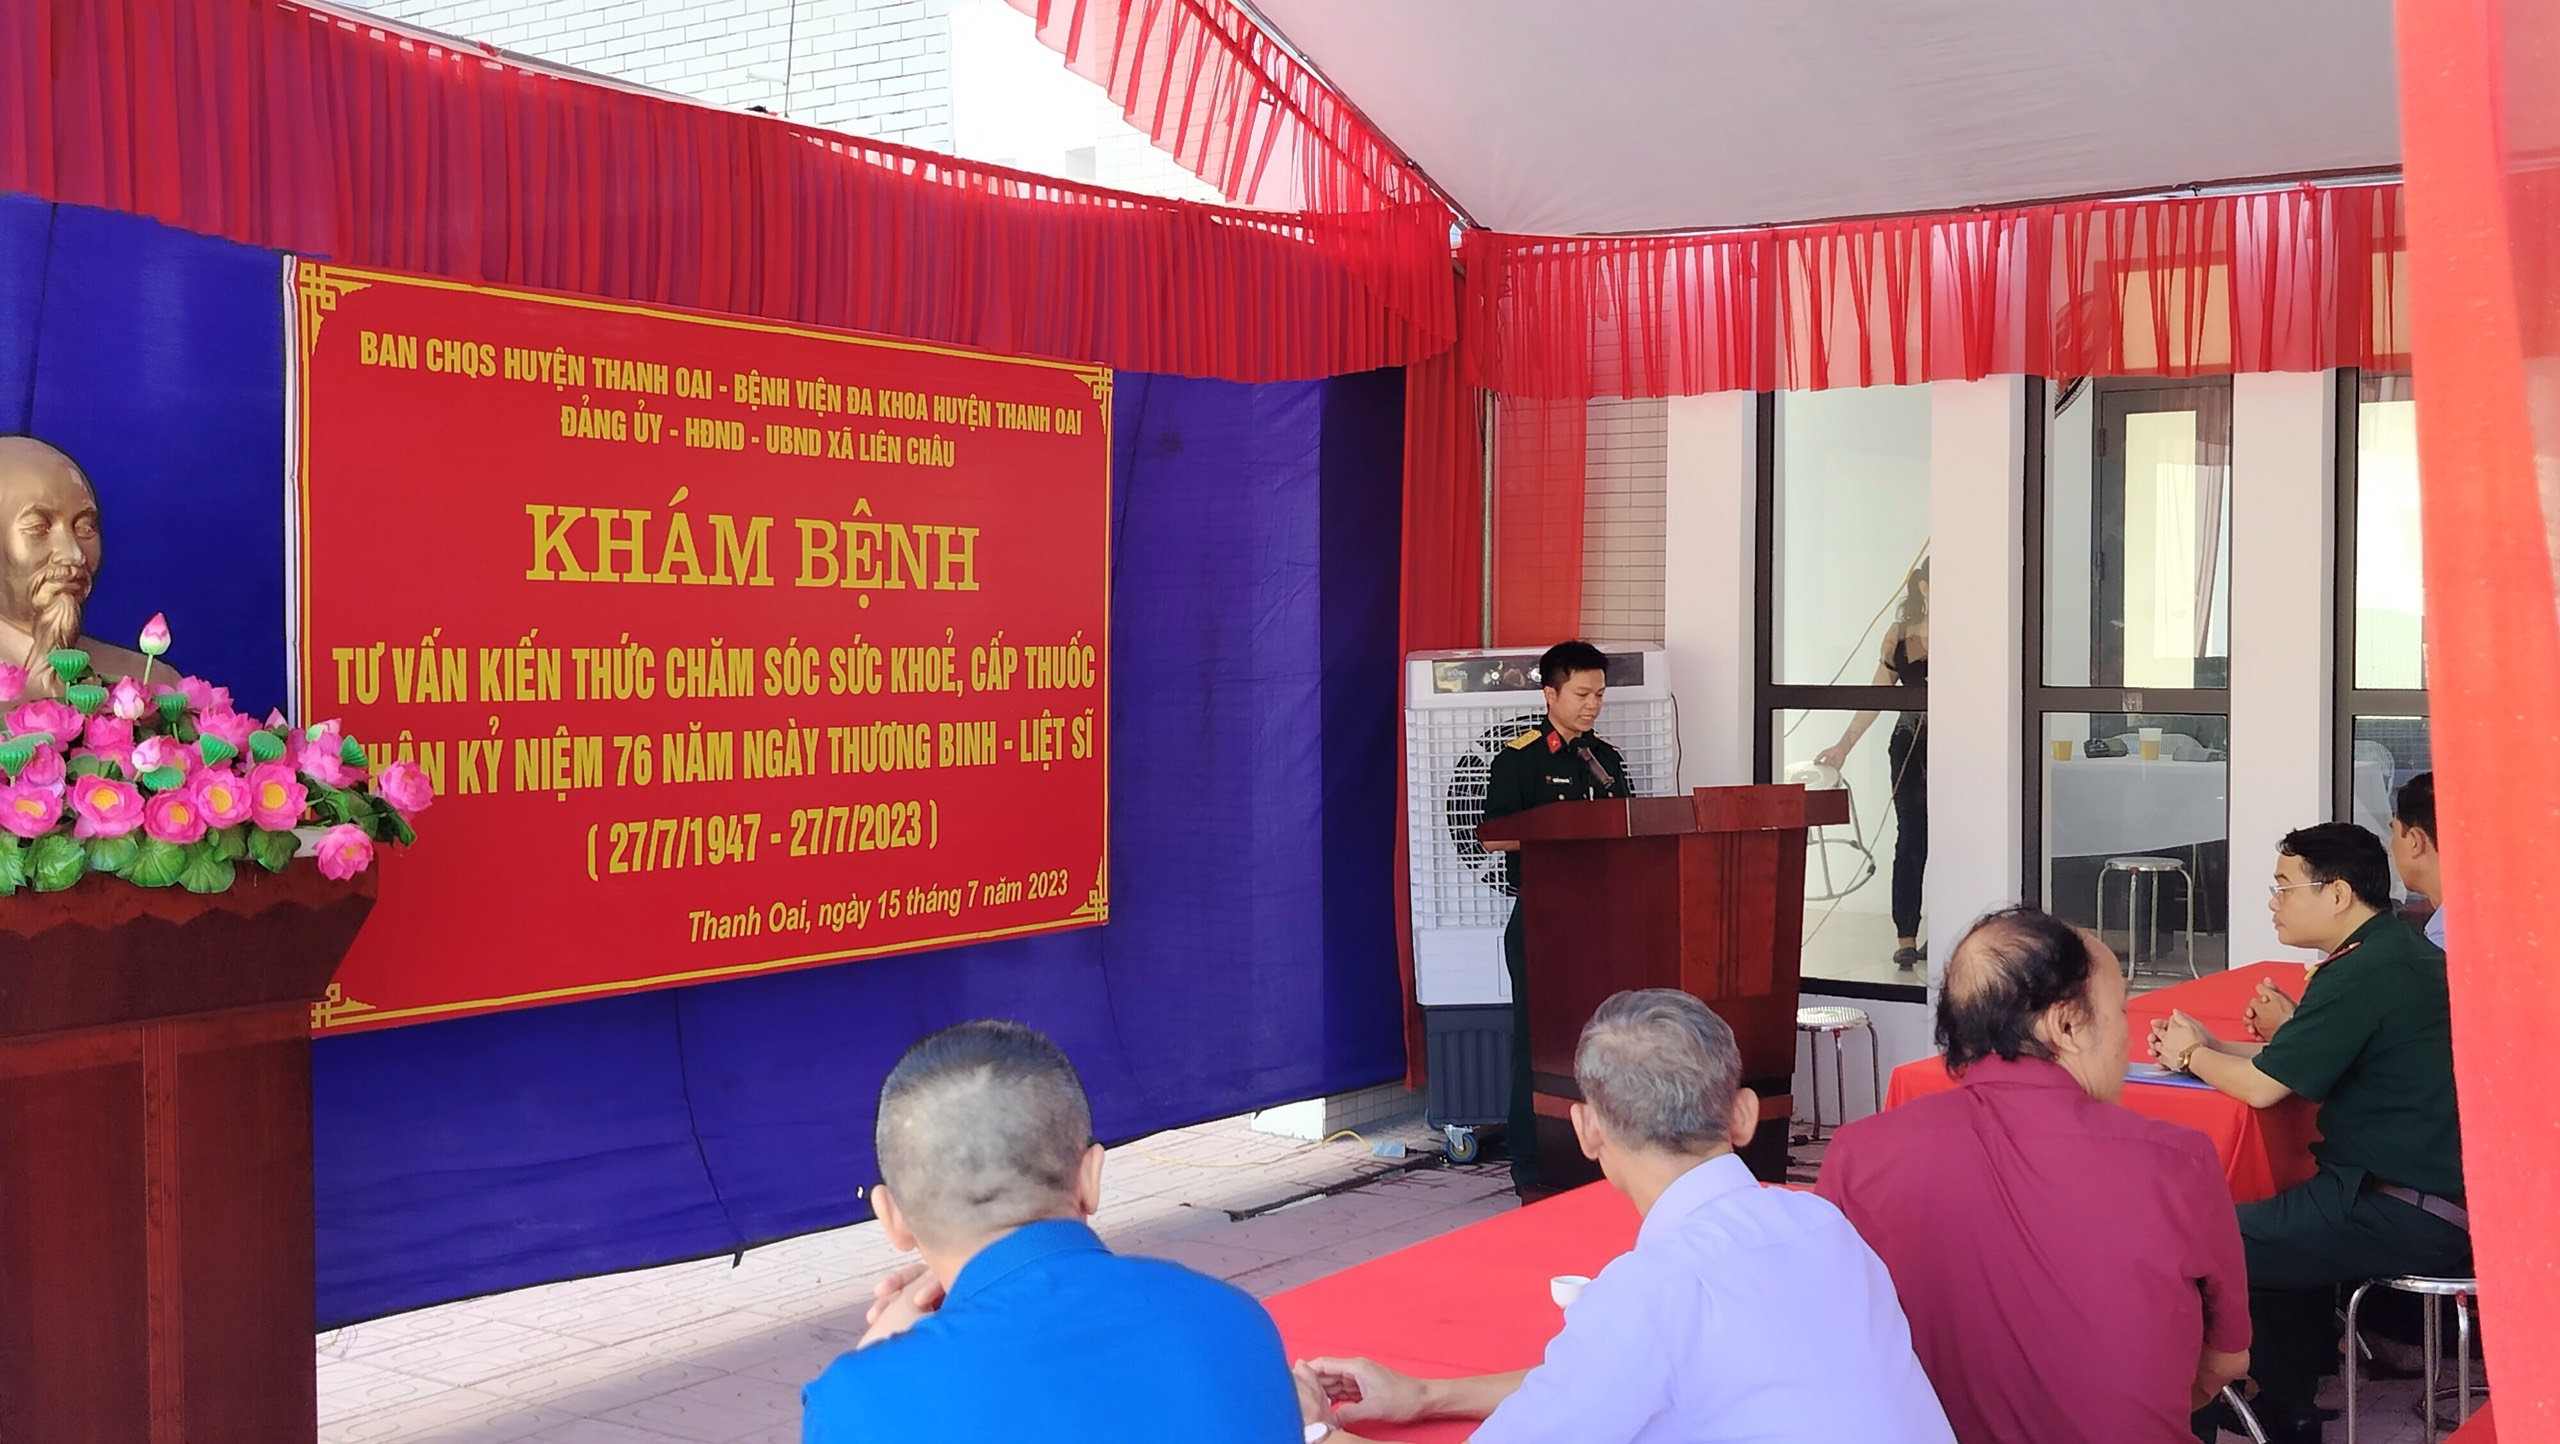 BAN CHQS HUYỆN THANH OAI - BỆNH VIỆN ĐA KHOA HUYỆN THANH OAI
ĐẢNG ỦY - HĐND - UBND XÃ LIÊN CHÂU
KHÁM BỆNH
TƯ VẤN KIẾN THỨC CHĂM SÓC SỨC KHOẺ, CẤP THUỐC
KỶ NIỆM 76 NĂM NGÀY THƯƠNG BINH - LIỆT SĨ
( 27/7/1947 - 27/7/2023 )
Thanh Oai, ngày 15 tháng 7 năm 2023